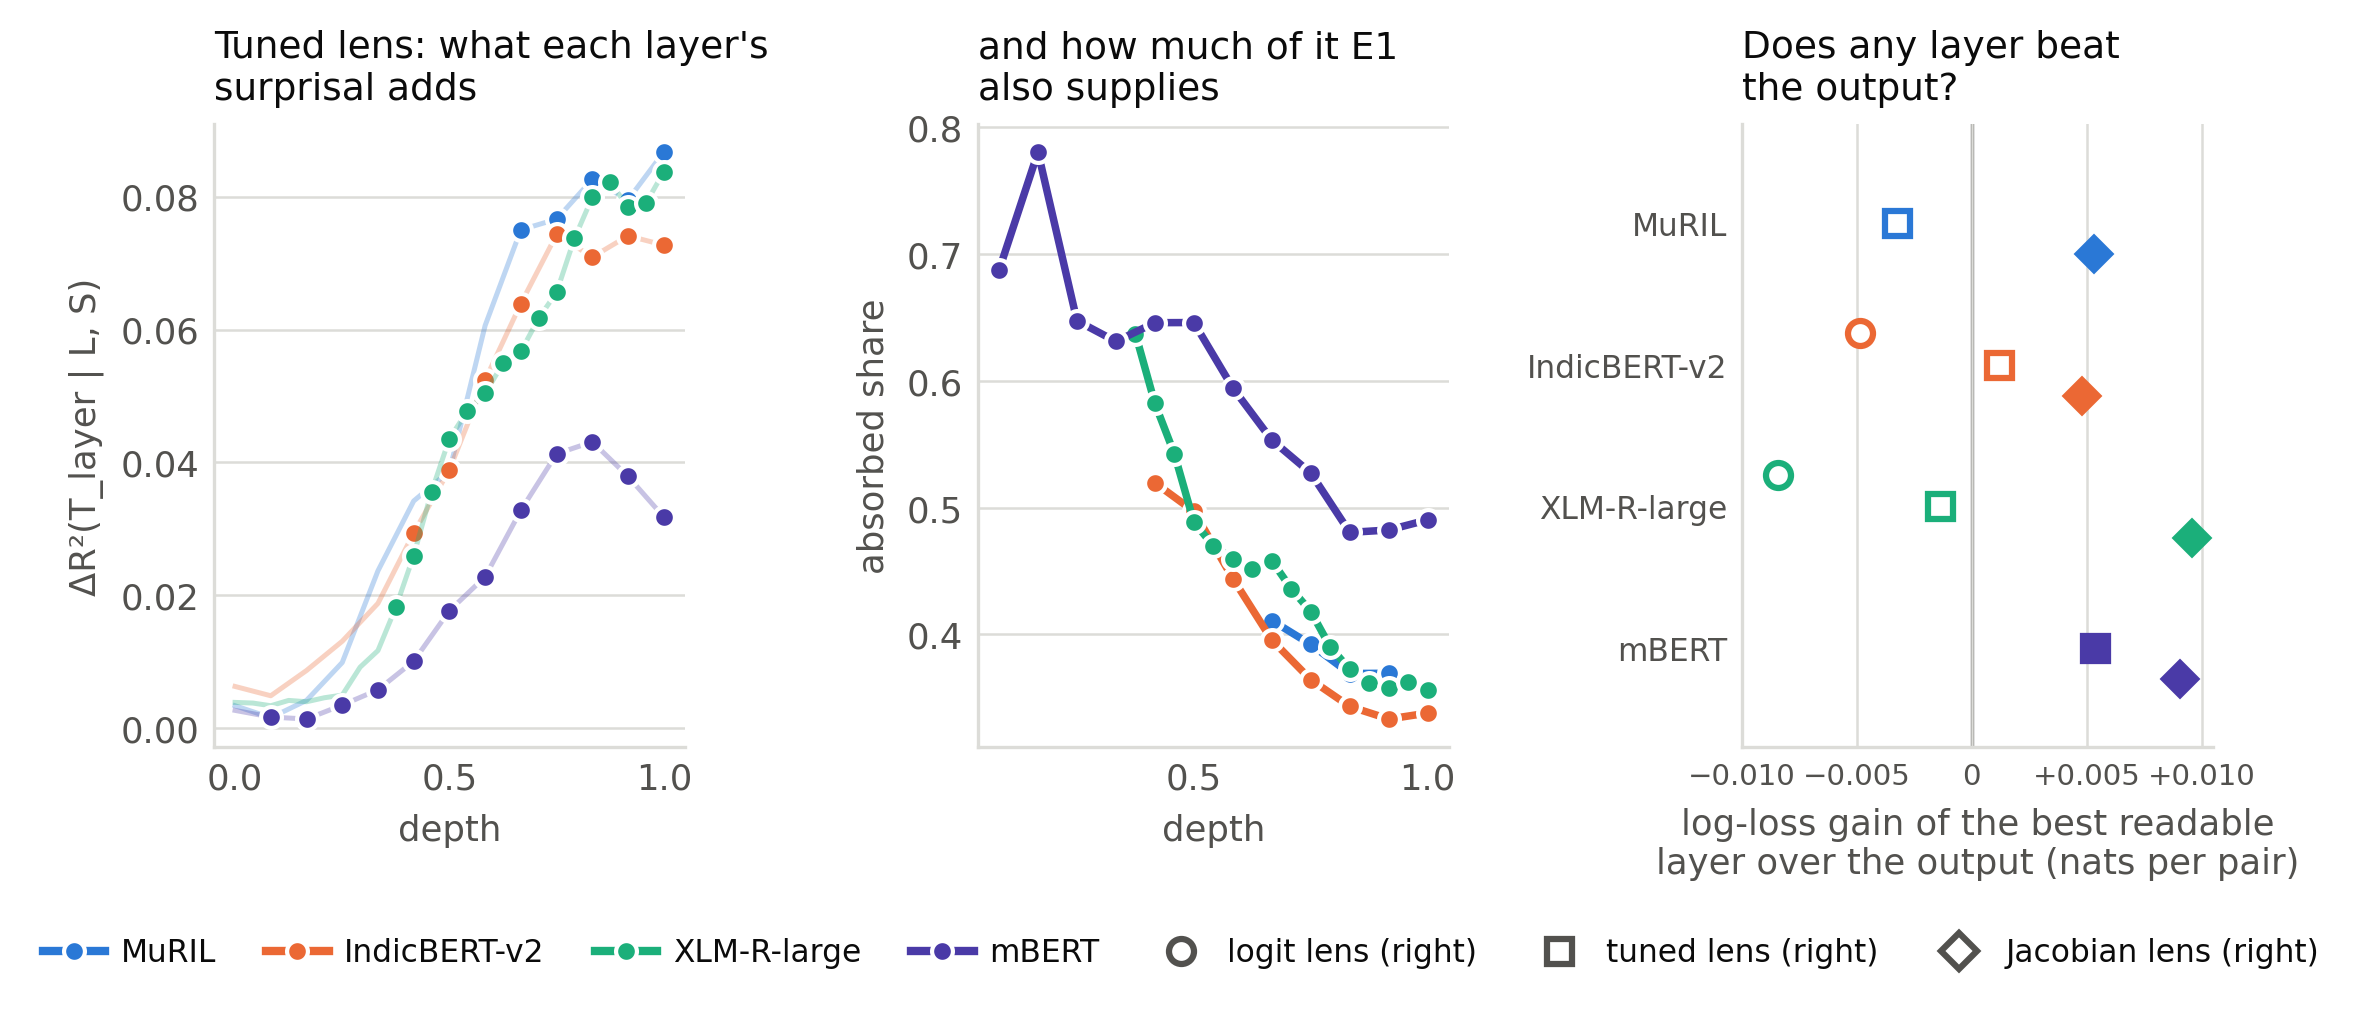 Tuned lens: what each layer's
surprisal adds
and how much of it E1
also supplies
Does any layer beat
the output?
ΔR²(T_layer | L, S)
0.08
0.06
0.04
0.02
0.00
0.0
0.5
1.0
depth
absorbed share
0.8
0.7
0.6
0.5
0.4
0.5
1.0
depth
MuRIL
IndicBERT-v2
XLM-R-large
mBERT
−0.010
−0.005
0
+0.005
+0.010
log-loss gain of the best readable
layer over the output (nats per pair)
MuRIL
IndicBERT-v2
XLM-R-large
mBERT
logit lens (right)
tuned lens (right)
Jacobian lens (right)